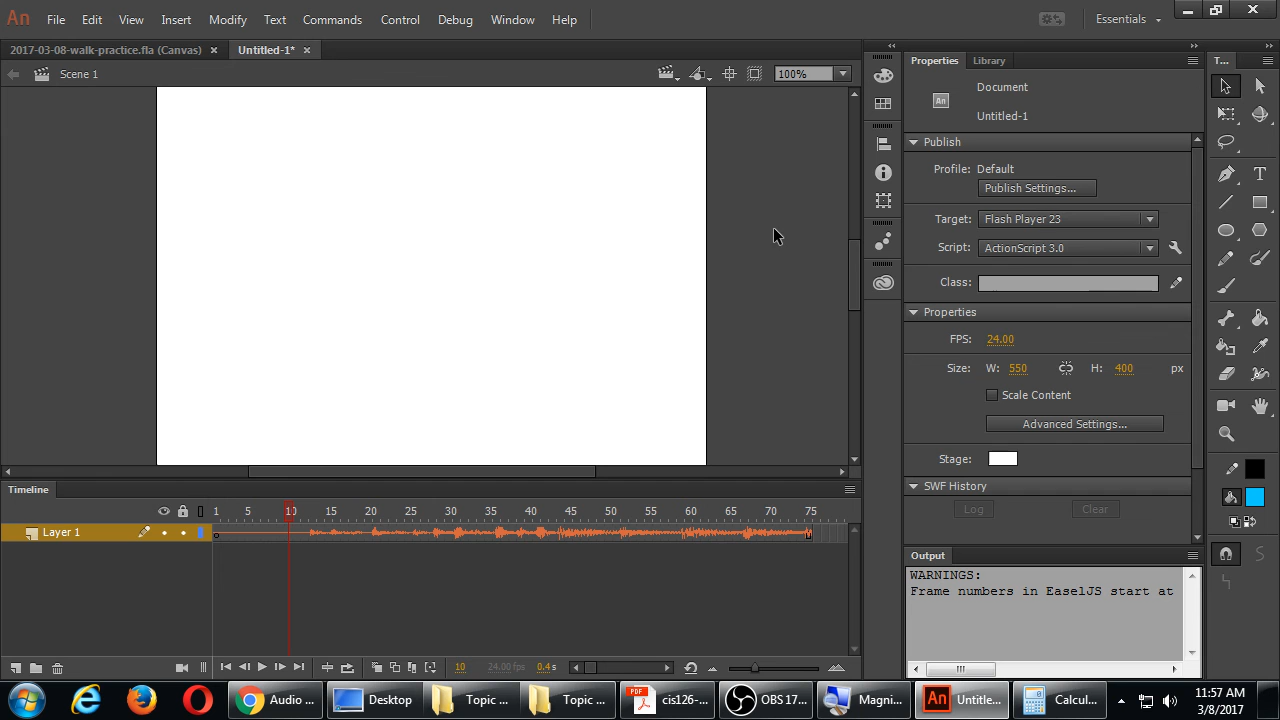 An File Edit View Insert Modify Text Commands Control Debug Window Help Essentials
2017-03-08-walk-practice.fla (Canvas) × Untitled-1* ×
Scene 1 100%
Properties Library T...
Document
Untitled-1
Publish
Profile: Default
Publish Settings...
Target: Flash Player 23
Script: ActionScript 3.0
Class:
Properties
FPS: 24.00
Size: W: 550 H: 400 px
Scale Content
Advanced Settings...
Stage:
SWF History
Log Clear
Output
WARNINGS:
Frame numbers in EaselJS start at
Timeline
1 5 10 15 20 25 30 35 40 45 50 55 60 65 70 75
Layer 1
10 24.00 fps 0.4 s
Audio ... Desktop Topic ... Topic ... cis126-... OBS 17... Magni... Untitle... Calcul...
11:57 AM
3/8/2017